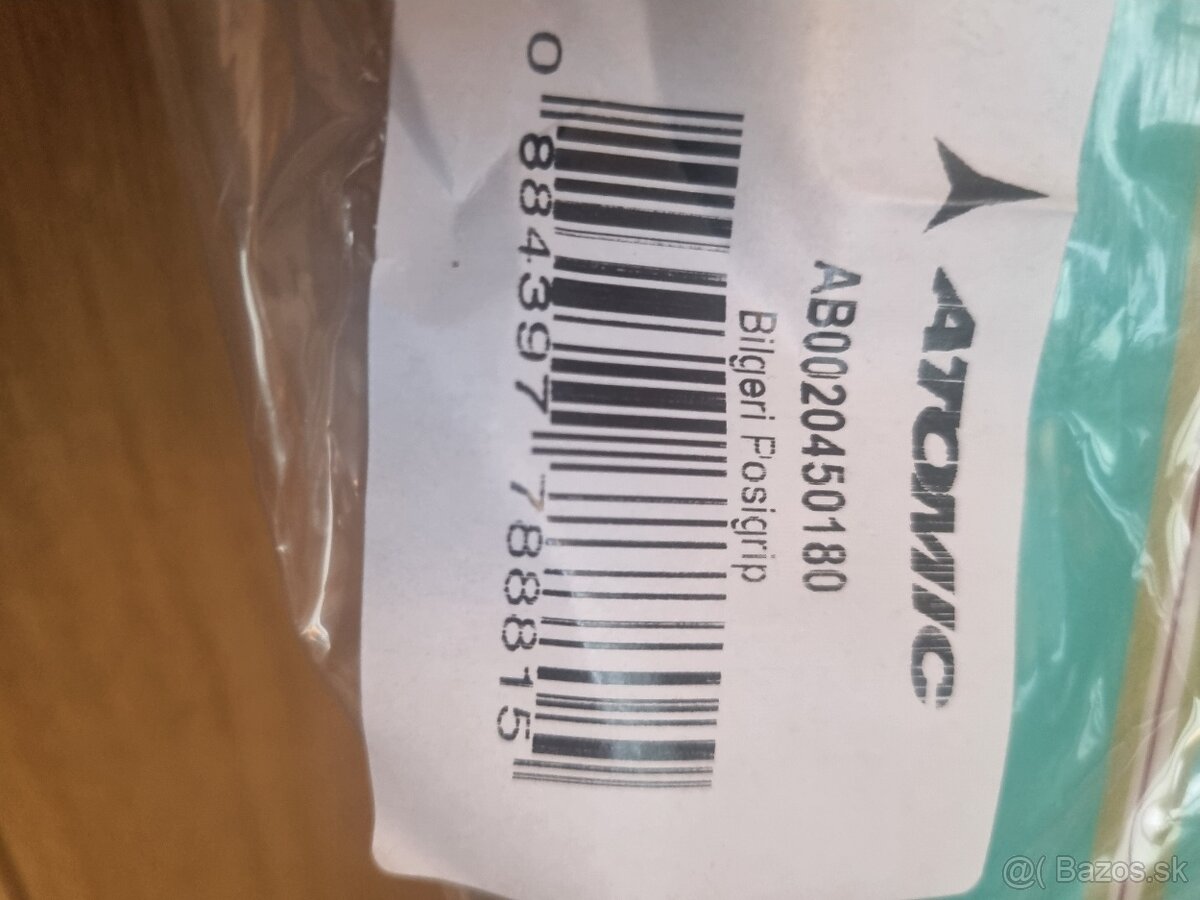 ATOMIC
AB0020450180
Bilgeri Posigrip
0 884397 788815
@( Bazos.sk